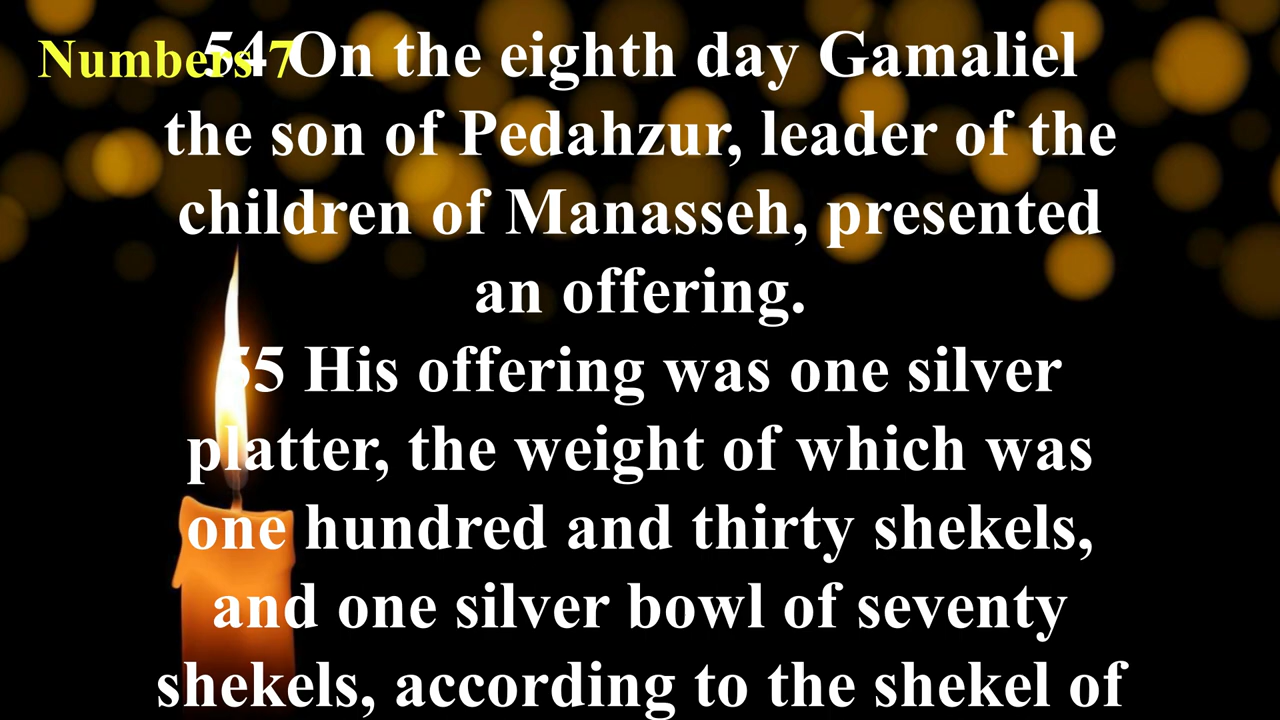 Numbers 7
54 On the eighth day Gamaliel
the son of Pedahzur, leader of the
children of Manasseh, presented
an offering.
55 His offering was one silver
platter, the weight of which was
one hundred and thirty shekels,
and one silver bowl of seventy
shekels, according to the shekel of